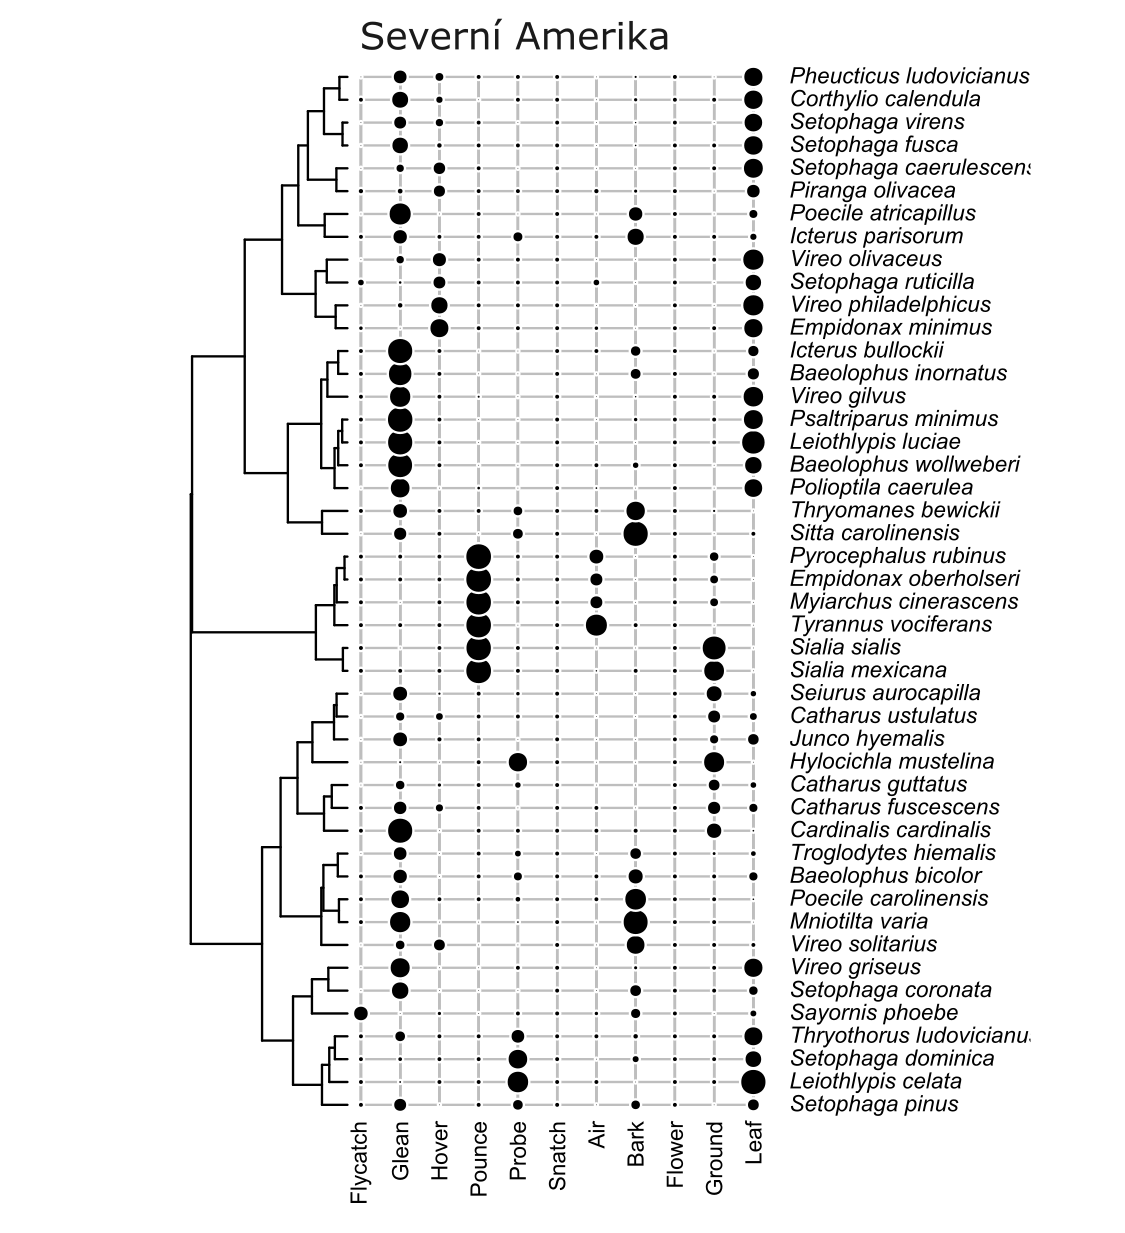 Severní Amerika
Pheucticus ludovicianus
Corthylio calendula
Setophaga virens
Setophaga fusca
Setophaga caerulescens
Piranga olivacea
Poecile atricapillus
Icterus parisorum
Vireo olivaceus
Setophaga ruticilla
Vireo philadelphicus
Empidonax minimus
Icterus bullockii
Baeolophus inornatus
Vireo gilvus
Psaltriparus minimus
Leiothlypis luciae
Baeolophus wollweberi
Polioptila caerulea
Thryomanes bewickii
Sitta carolinensis
Pyrocephalus rubinus
Empidonax oberholseri
Myiarchus cinerascens
Tyrannus vociferans
Sialia sialis
Sialia mexicana
Seiurus aurocapilla
Catharus ustulatus
Junco hyemalis
Hylocichla mustelina
Catharus guttatus
Catharus fuscescens
Cardinalis cardinalis
Troglodytes hiemalis
Baeolophus bicolor
Poecile carolinensis
Mniotilta varia
Vireo solitarius
Vireo griseus
Setophaga coronata
Sayornis phoebe
Thryothorus ludovicianu
Setophaga dominica
Leiothlypis celata
Setophaga pinus
Flycatch
Glean
Hover
Pounce
Probe
Snatch
Air
Bark
Flower
Ground
Leaf